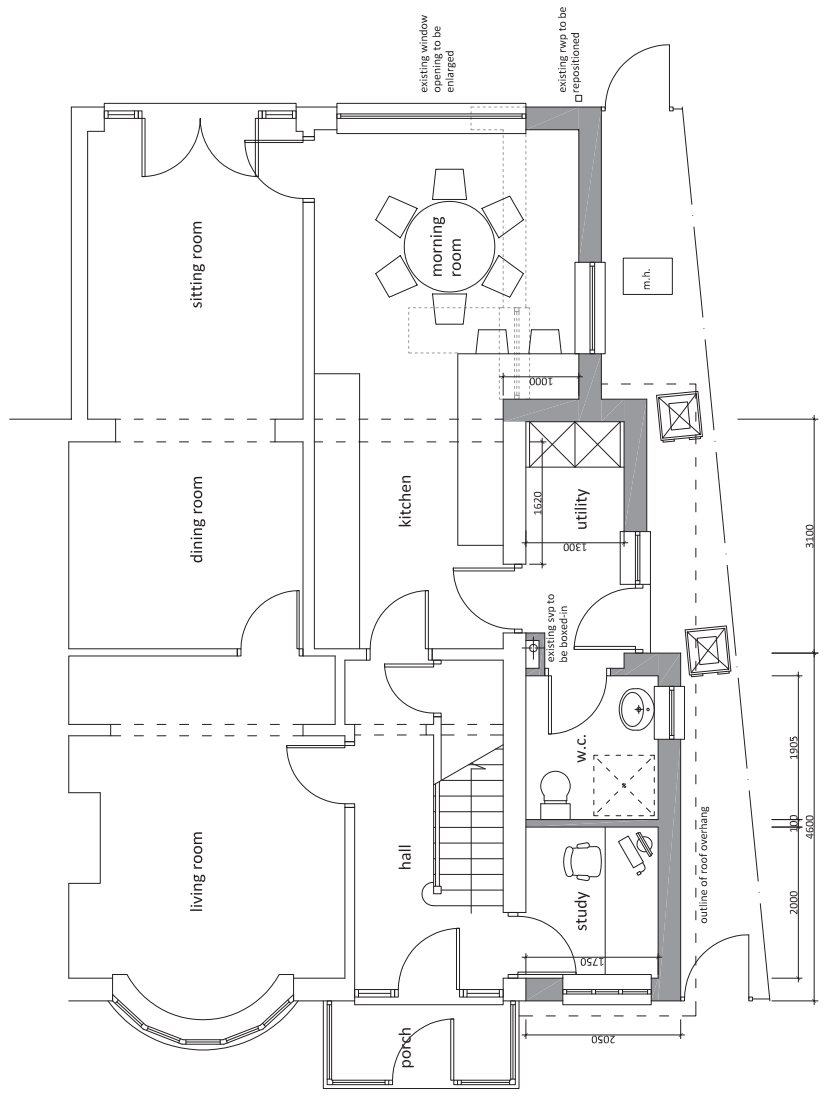 existing window
opening to be
enlarged
existing rwp to be
repositioned
sitting room
morning
room
m.h.
1000
dining room
kitchen
1620
utility
1300
3100
existing svp to
be boxed-in
w.c.
1905
living room
hall
100
4600
outline of roof overhang
study
2000
1750
porch
2050